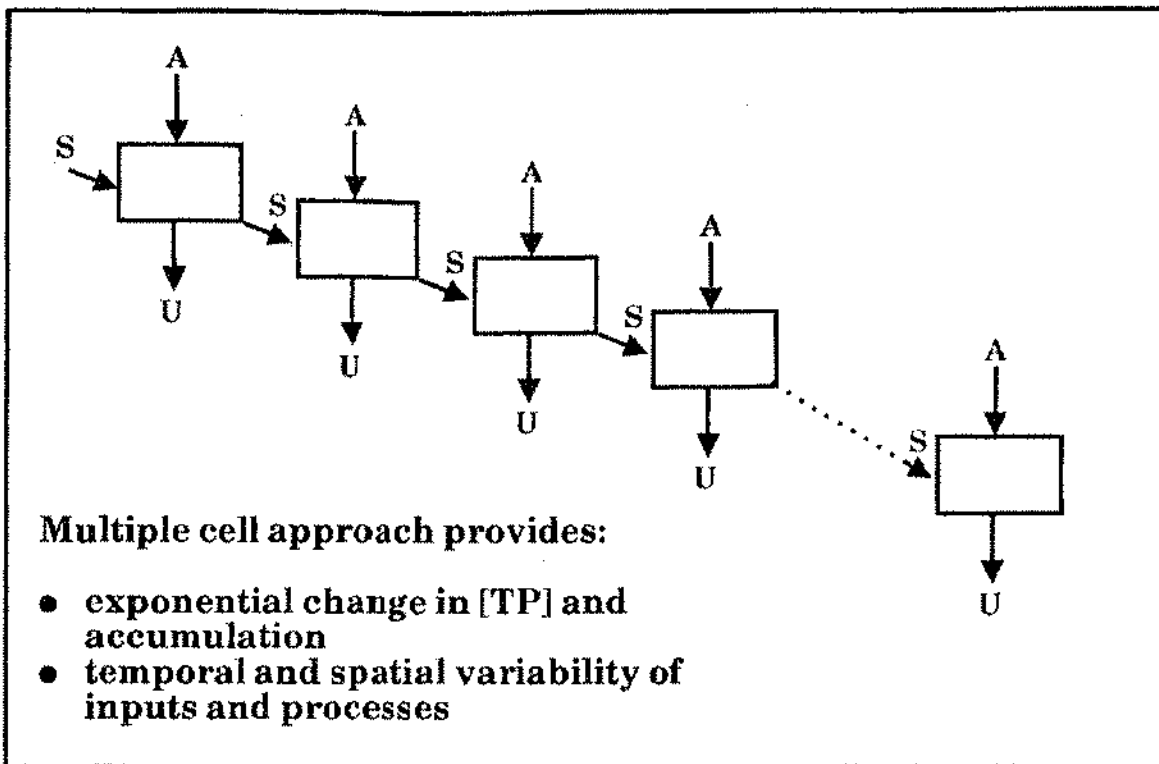 A
A
S
A
S
A
S
U
S
A
U
S
U
U
U
Multiple cell approach provides:
● exponential change in [TP] and
accumulation
● temporal and spatial variability of
inputs and processes